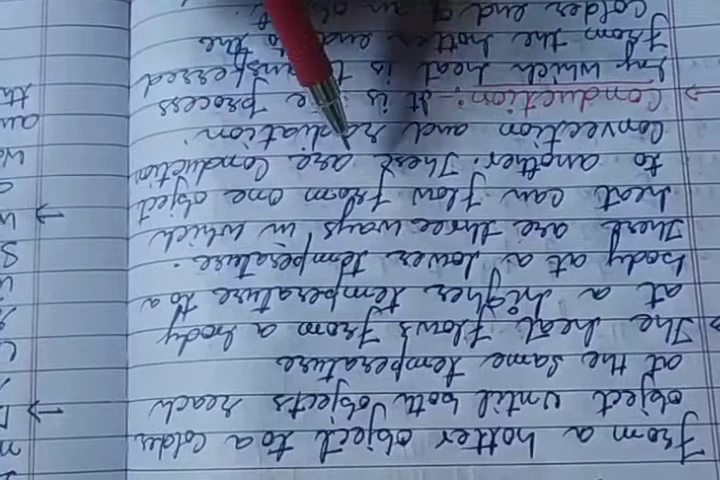 From a hotter object to a colder
object until both objects reach
at the same temperature
→ The heat flows from a body
at a higher temperature to a
body at a lower temperature.
There are three ways in which
heat can flow from one object
to another. These are conduction
convection and radiation.
→ Conduction :- It is process
by which heat is transferred
from the hotter end to the
colder end of an